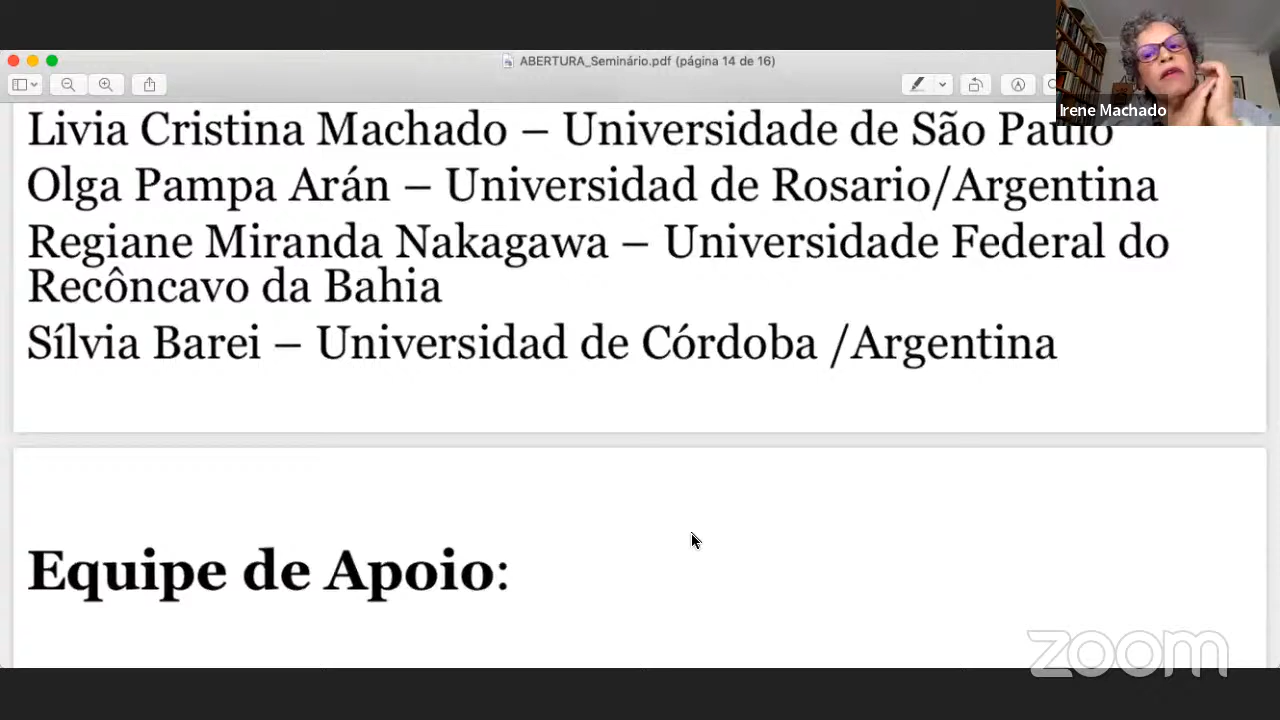 ABERTURA_Seminário.pdf (página 14 de 16)
Irene Machado
Livia Cristina Machado – Universidade de São Paulo
Olga Pampa Arán – Universidad de Rosario/Argentina
Regiane Miranda Nakagawa – Universidade Federal do
Recôncavo da Bahia
Sílvia Barei – Universidad de Córdoba /Argentina
Equipe de Apoio:
zoom